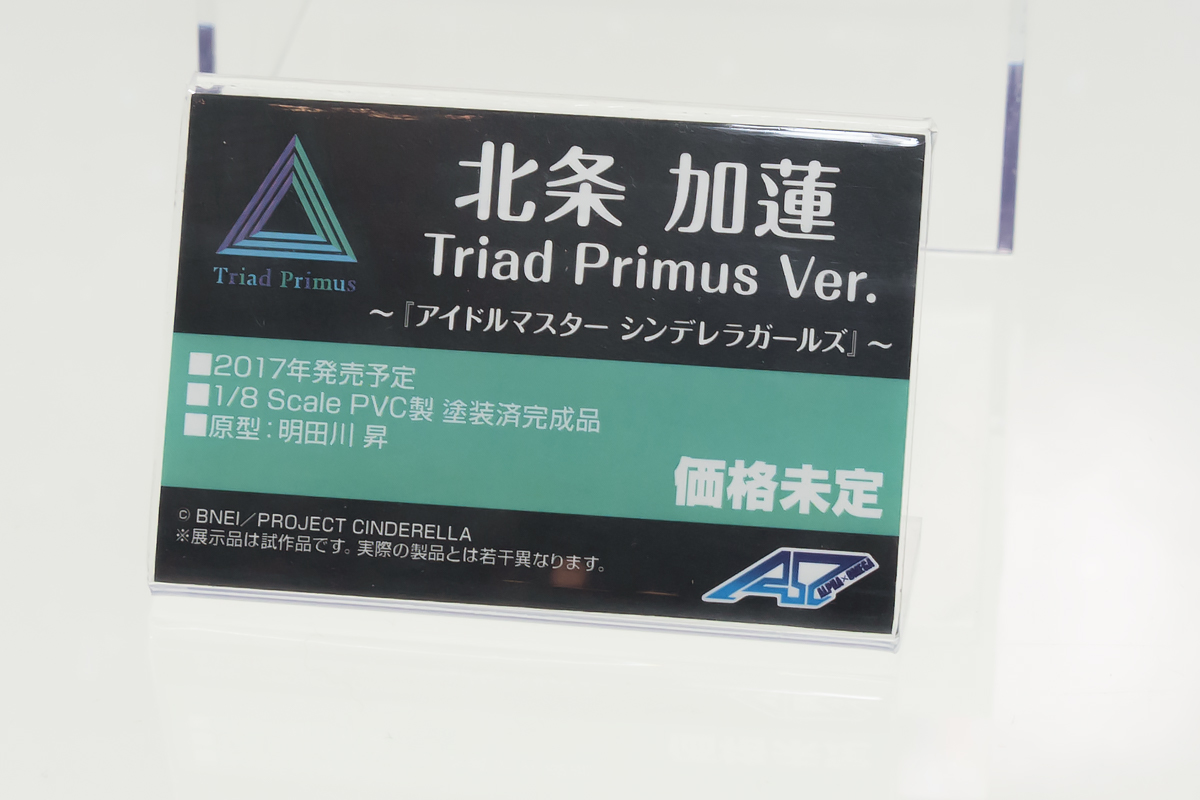 北条 加蓮
Triad Primus Ver.
Triad Primus
～『アイドルマスター シンデレラガールズ』～
■2017年発売予定
■1/8 Scale PVC製 塗装済完成品
■原型：明田川 昇
価格未定
© BNEI／PROJECT CINDERELLA
※展示品は試作品です。実際の製品とは若干異なります。
ALPHA×OMEGA